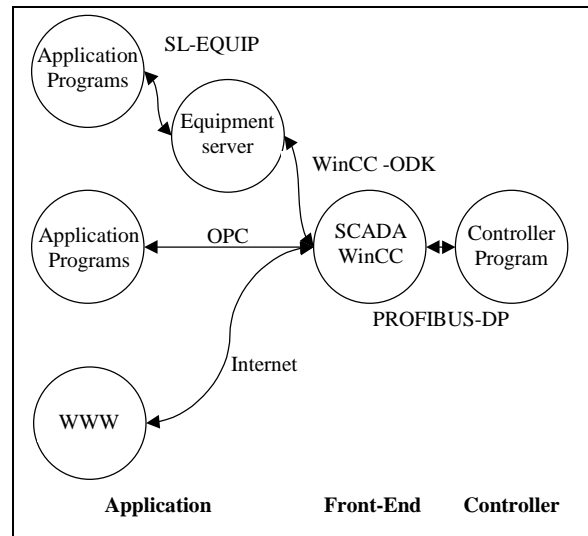 SL-EQUIP
Application
Programs
Equipment
server
WinCC -ODK
Application
Programs
OPC
SCADA
WinCC
Controller
Program
PROFIBUS-DP
Internet
WWW
Application
Front-End
Controller